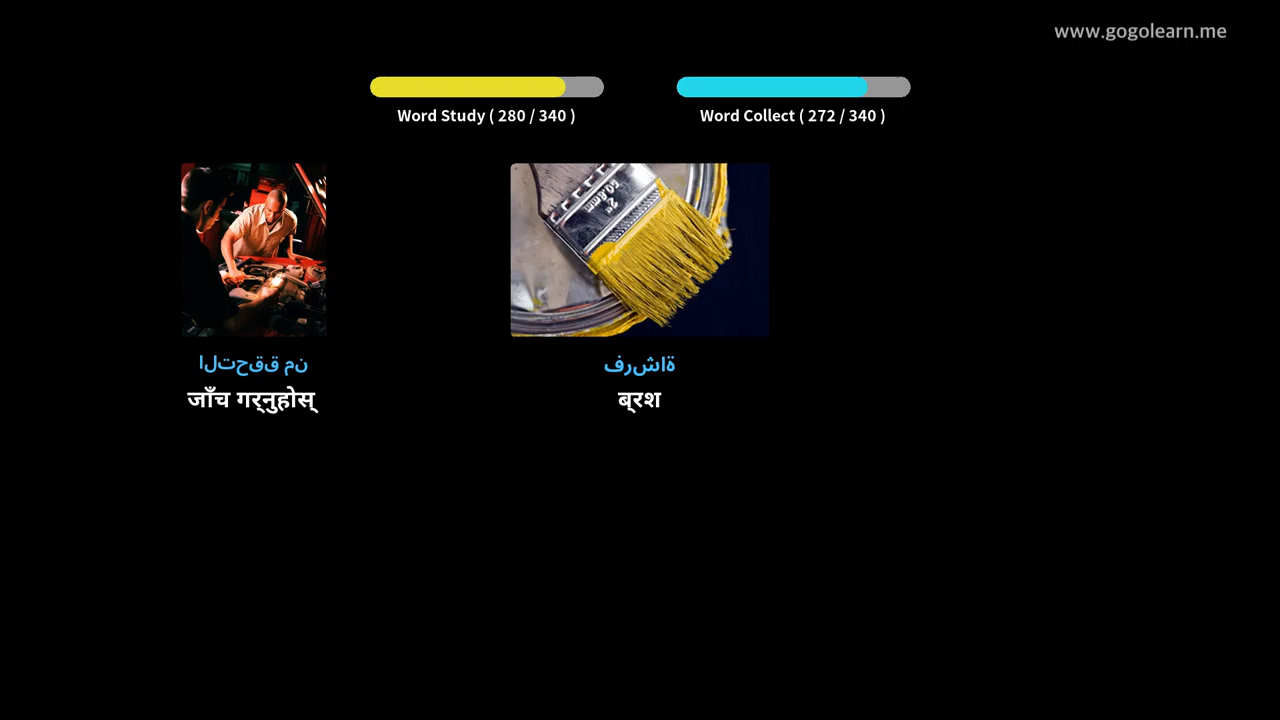 www.gogolearn.me
Word Study ( 280 / 340 )
Word Collect ( 272 / 340 )
التحقق من
जाँच गर्नुहोस्
فرشاة
ब्रश